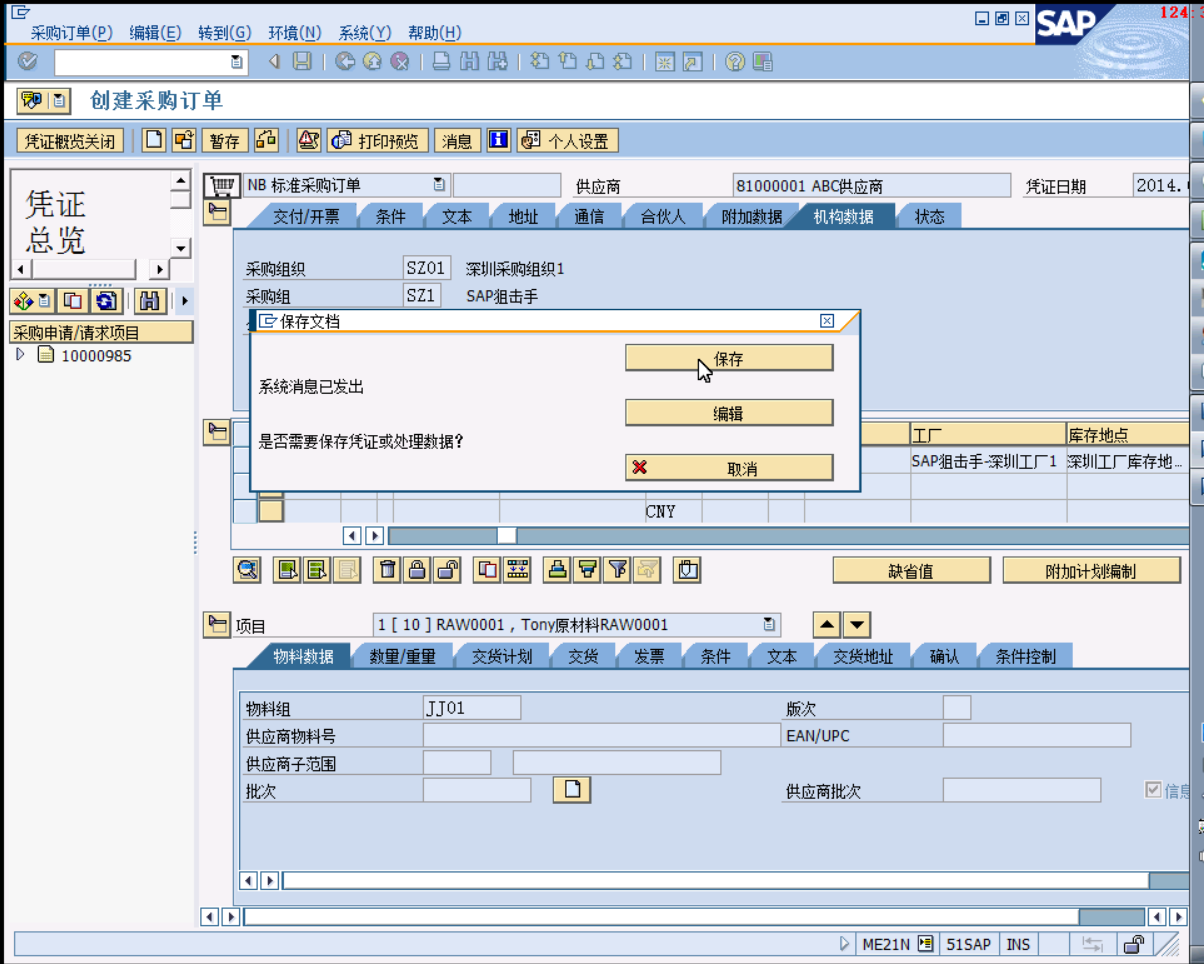 124:
采购订单(P) 编辑(E) 转到(G) 环境(N) 系统(Y) 帮助(H)
SAP
创建采购订单
凭证概览关闭 暂存 打印预览 消息 个人设置
凭证
总览
采购申请/请求项目
10000985
NB 标准采购订单 供应商 81000001 ABC供应商 凭证日期 2014.
交付/开票 条件 文本 地址 通信 合伙人 附加数据 机构数据 状态
采购组织 SZ01 深圳采购组织1
采购组 SZ1 SAP狙击手
保存文档
保存
系统消息已发出
编辑
是否需要保存凭证或处理数据?
取消
工厂 库存地点
SAP狙击手-深圳工厂1 深圳工厂库存地...
CNY
缺省值 附加计划编制
项目 1 [ 10 ] RAW0001 , Tony原材料RAW0001
物料数据 数量/重量 交货计划 交货 发票 条件 文本 交货地址 确认 条件控制
物料组 JJ01 版次
供应商物料号 EAN/UPC
供应商子范围
批次 供应商批次 信息
ME21N 51SAP INS